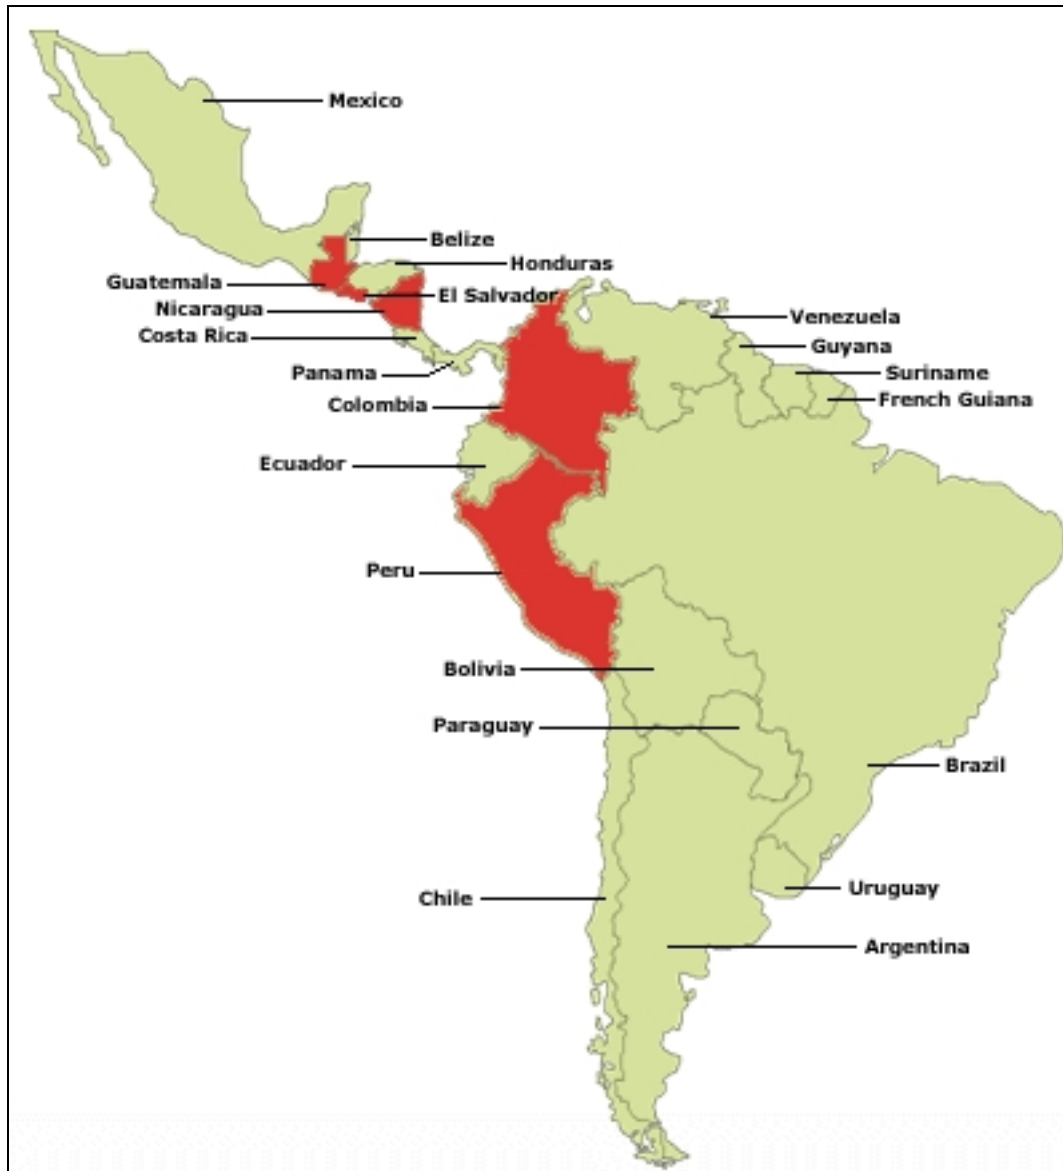 Mexico
Belize
Honduras
Guatemala
El Salvador
Nicaragua
Venezuela
Costa Rica
Guyana
Panama
Suriname
French Guiana
Colombia
Ecuador
Peru
Bolivia
Paraguay
Brazil
Uruguay
Chile
Argentina